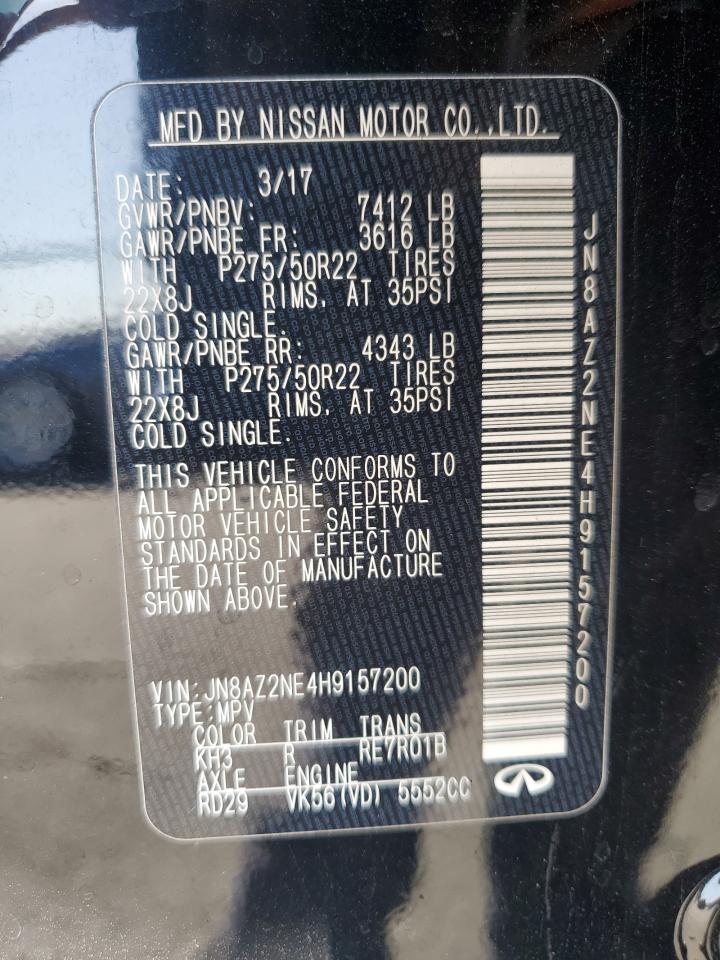 MFD BY NISSAN MOTOR CO.,LTD.
DATE: 3/17
GVWR/PNBV: 7412 LB
GAWR/PNBE FR: 3616 LB
WITH P275/50R22 TIRES
22X8J RIMS, AT 35PSI
COLD SINGLE.
GAWR/PNBE RR: 4343 LB
WITH P275/50R22 TIRES
22X8J RIMS, AT 35PSI
COLD SINGLE.
THIS VEHICLE CONFORMS TO
ALL APPLICABLE FEDERAL
MOTOR VEHICLE SAFETY
STANDARDS IN EFFECT ON
THE DATE OF MANUFACTURE
SHOWN ABOVE.
VIN:JN8AZ2NE4H9157200
TYPE:MPV
COLOR TRIM TRANS
KH3 R RE7R01B
AXLE ENGINE
RD29 VK56(VD) 5552CC
JN8AZ2NE4H9157200